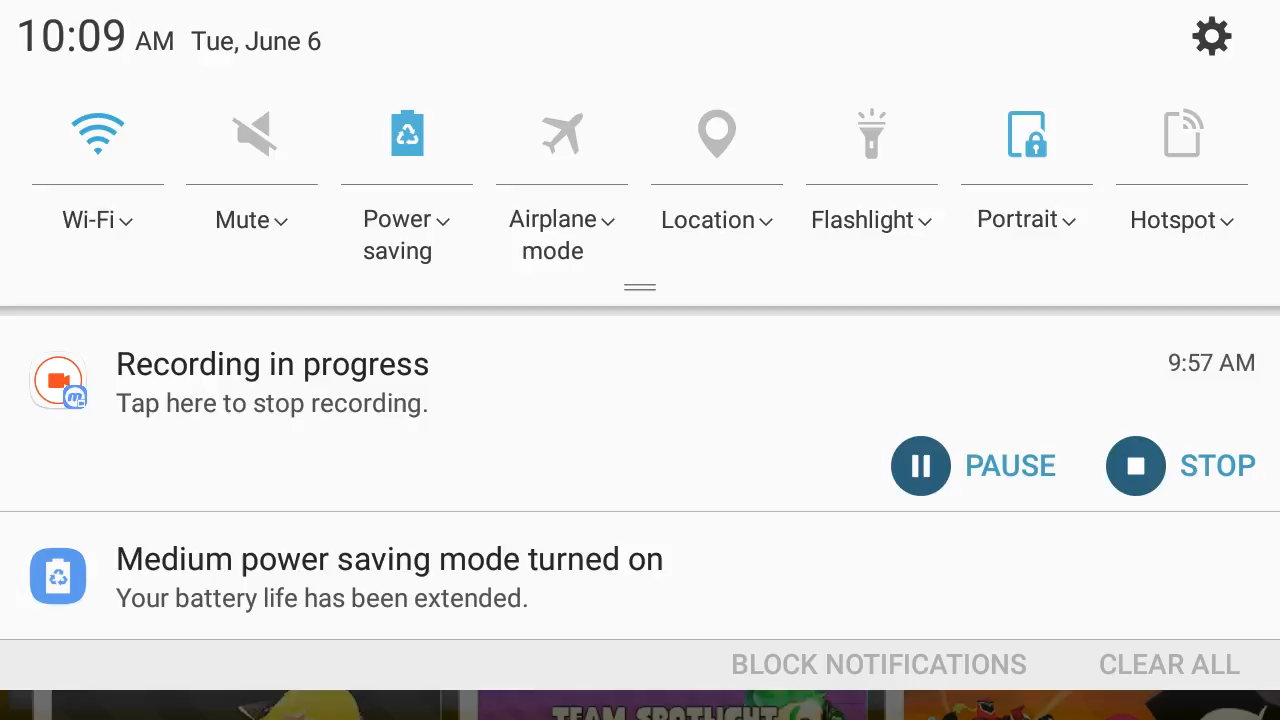 10:09 AM Tue, June 6
Wi-Fi Mute Power saving Airplane mode Location Flashlight Portrait Hotspot
Recording in progress 9:57 AM
Tap here to stop recording.
PAUSE STOP
Medium power saving mode turned on
Your battery life has been extended.
BLOCK NOTIFICATIONS CLEAR ALL
TEAM SPOTLIGHT